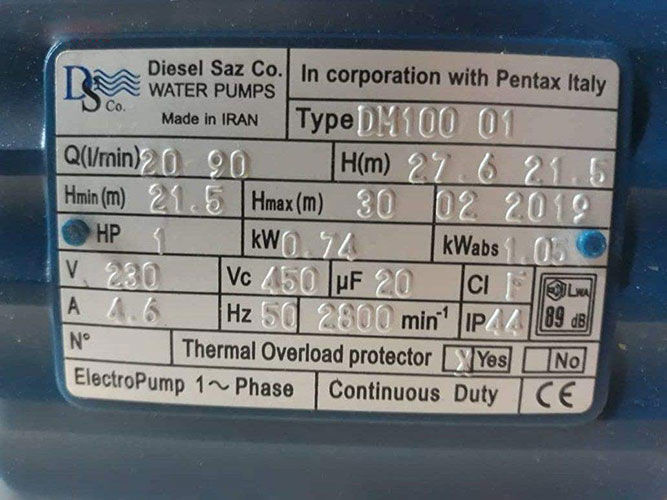 DS Co.
Diesel Saz Co.
WATER PUMPS
Made in IRAN
In corporation with Pentax Italy
Type DM100 01
Q(l/min) 20 90 H(m) 27.6 21.5
Hmin (m) 21.5 Hmax (m) 30 02 2019
HP 1 kW 0.74 kWabs 1.05
V 230 Vc 450 µF 20 Cl F
LWA
89 dB
A 4.6 Hz 50 2800 min-1 IP 44
N° Thermal Overload protector X Yes No
ElectroPump 1~ Phase Continuous Duty CE